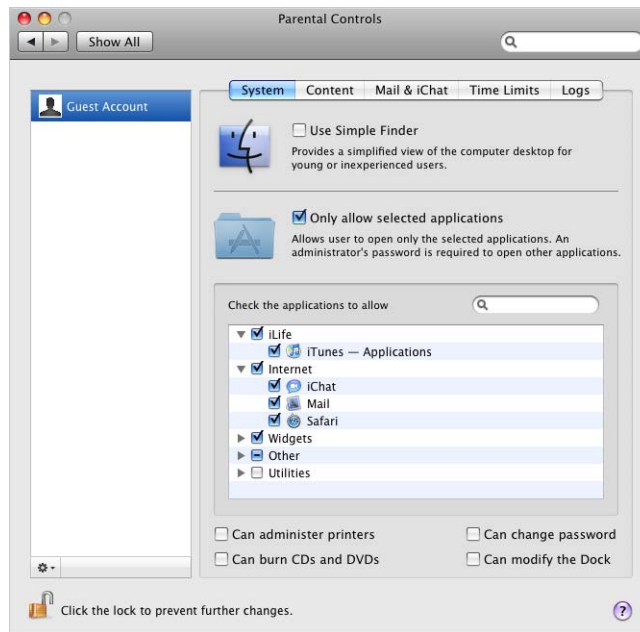 Parental Controls
Show All
Guest Account
System Content Mail & iChat Time Limits Logs
Use Simple Finder
Provides a simplified view of the computer desktop for
young or inexperienced users.
Only allow selected applications
Allows user to open only the selected applications. An
administrator's password is required to open other applications.
Check the applications to allow
iLife
iTunes — Applications
Internet
iChat
Mail
Safari
Widgets
Other
Utilities
Can administer printers Can change password
Can burn CDs and DVDs Can modify the Dock
Click the lock to prevent further changes.
?